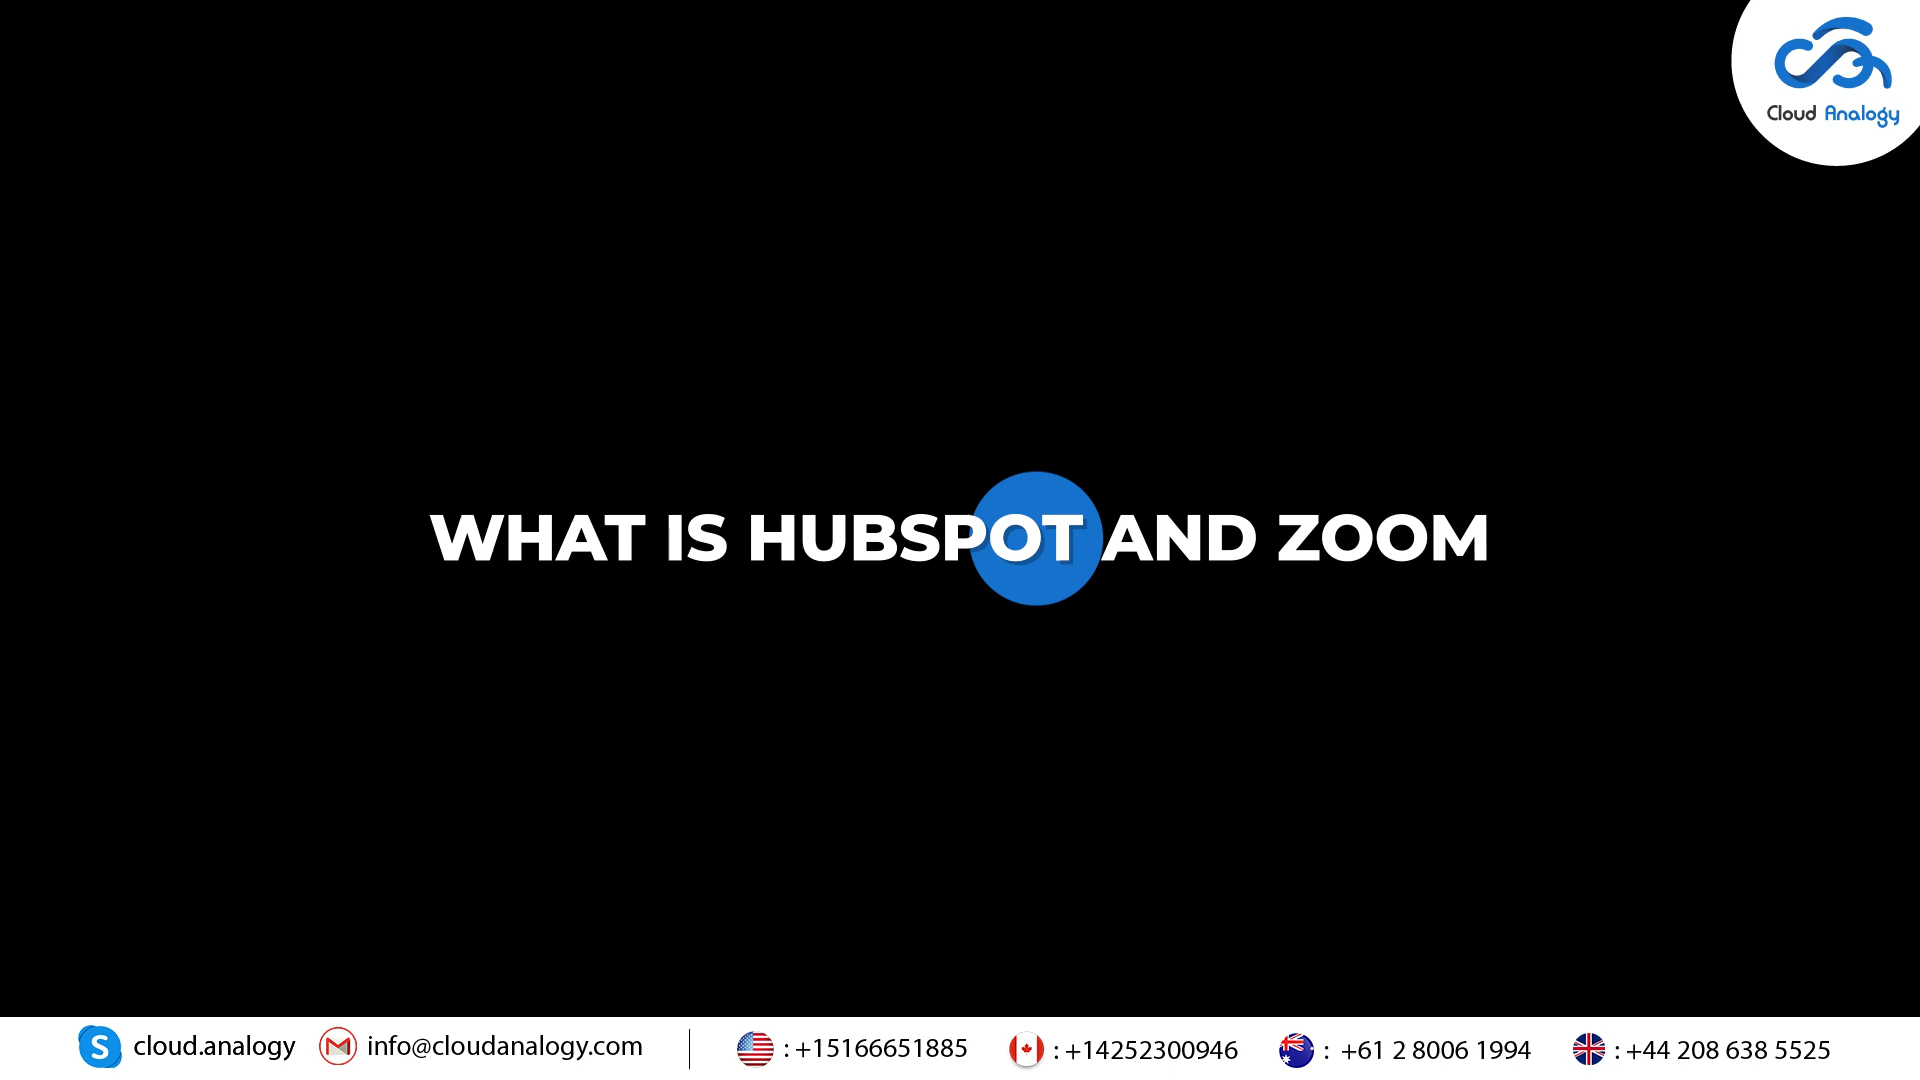 Cloud Analogy
WHAT IS HUBSPOT AND ZOOM
S cloud.analogy info@cloudanalogy.com : +15166651885 : +14252300946 : +61 2 8006 1994 : +44 208 638 5525